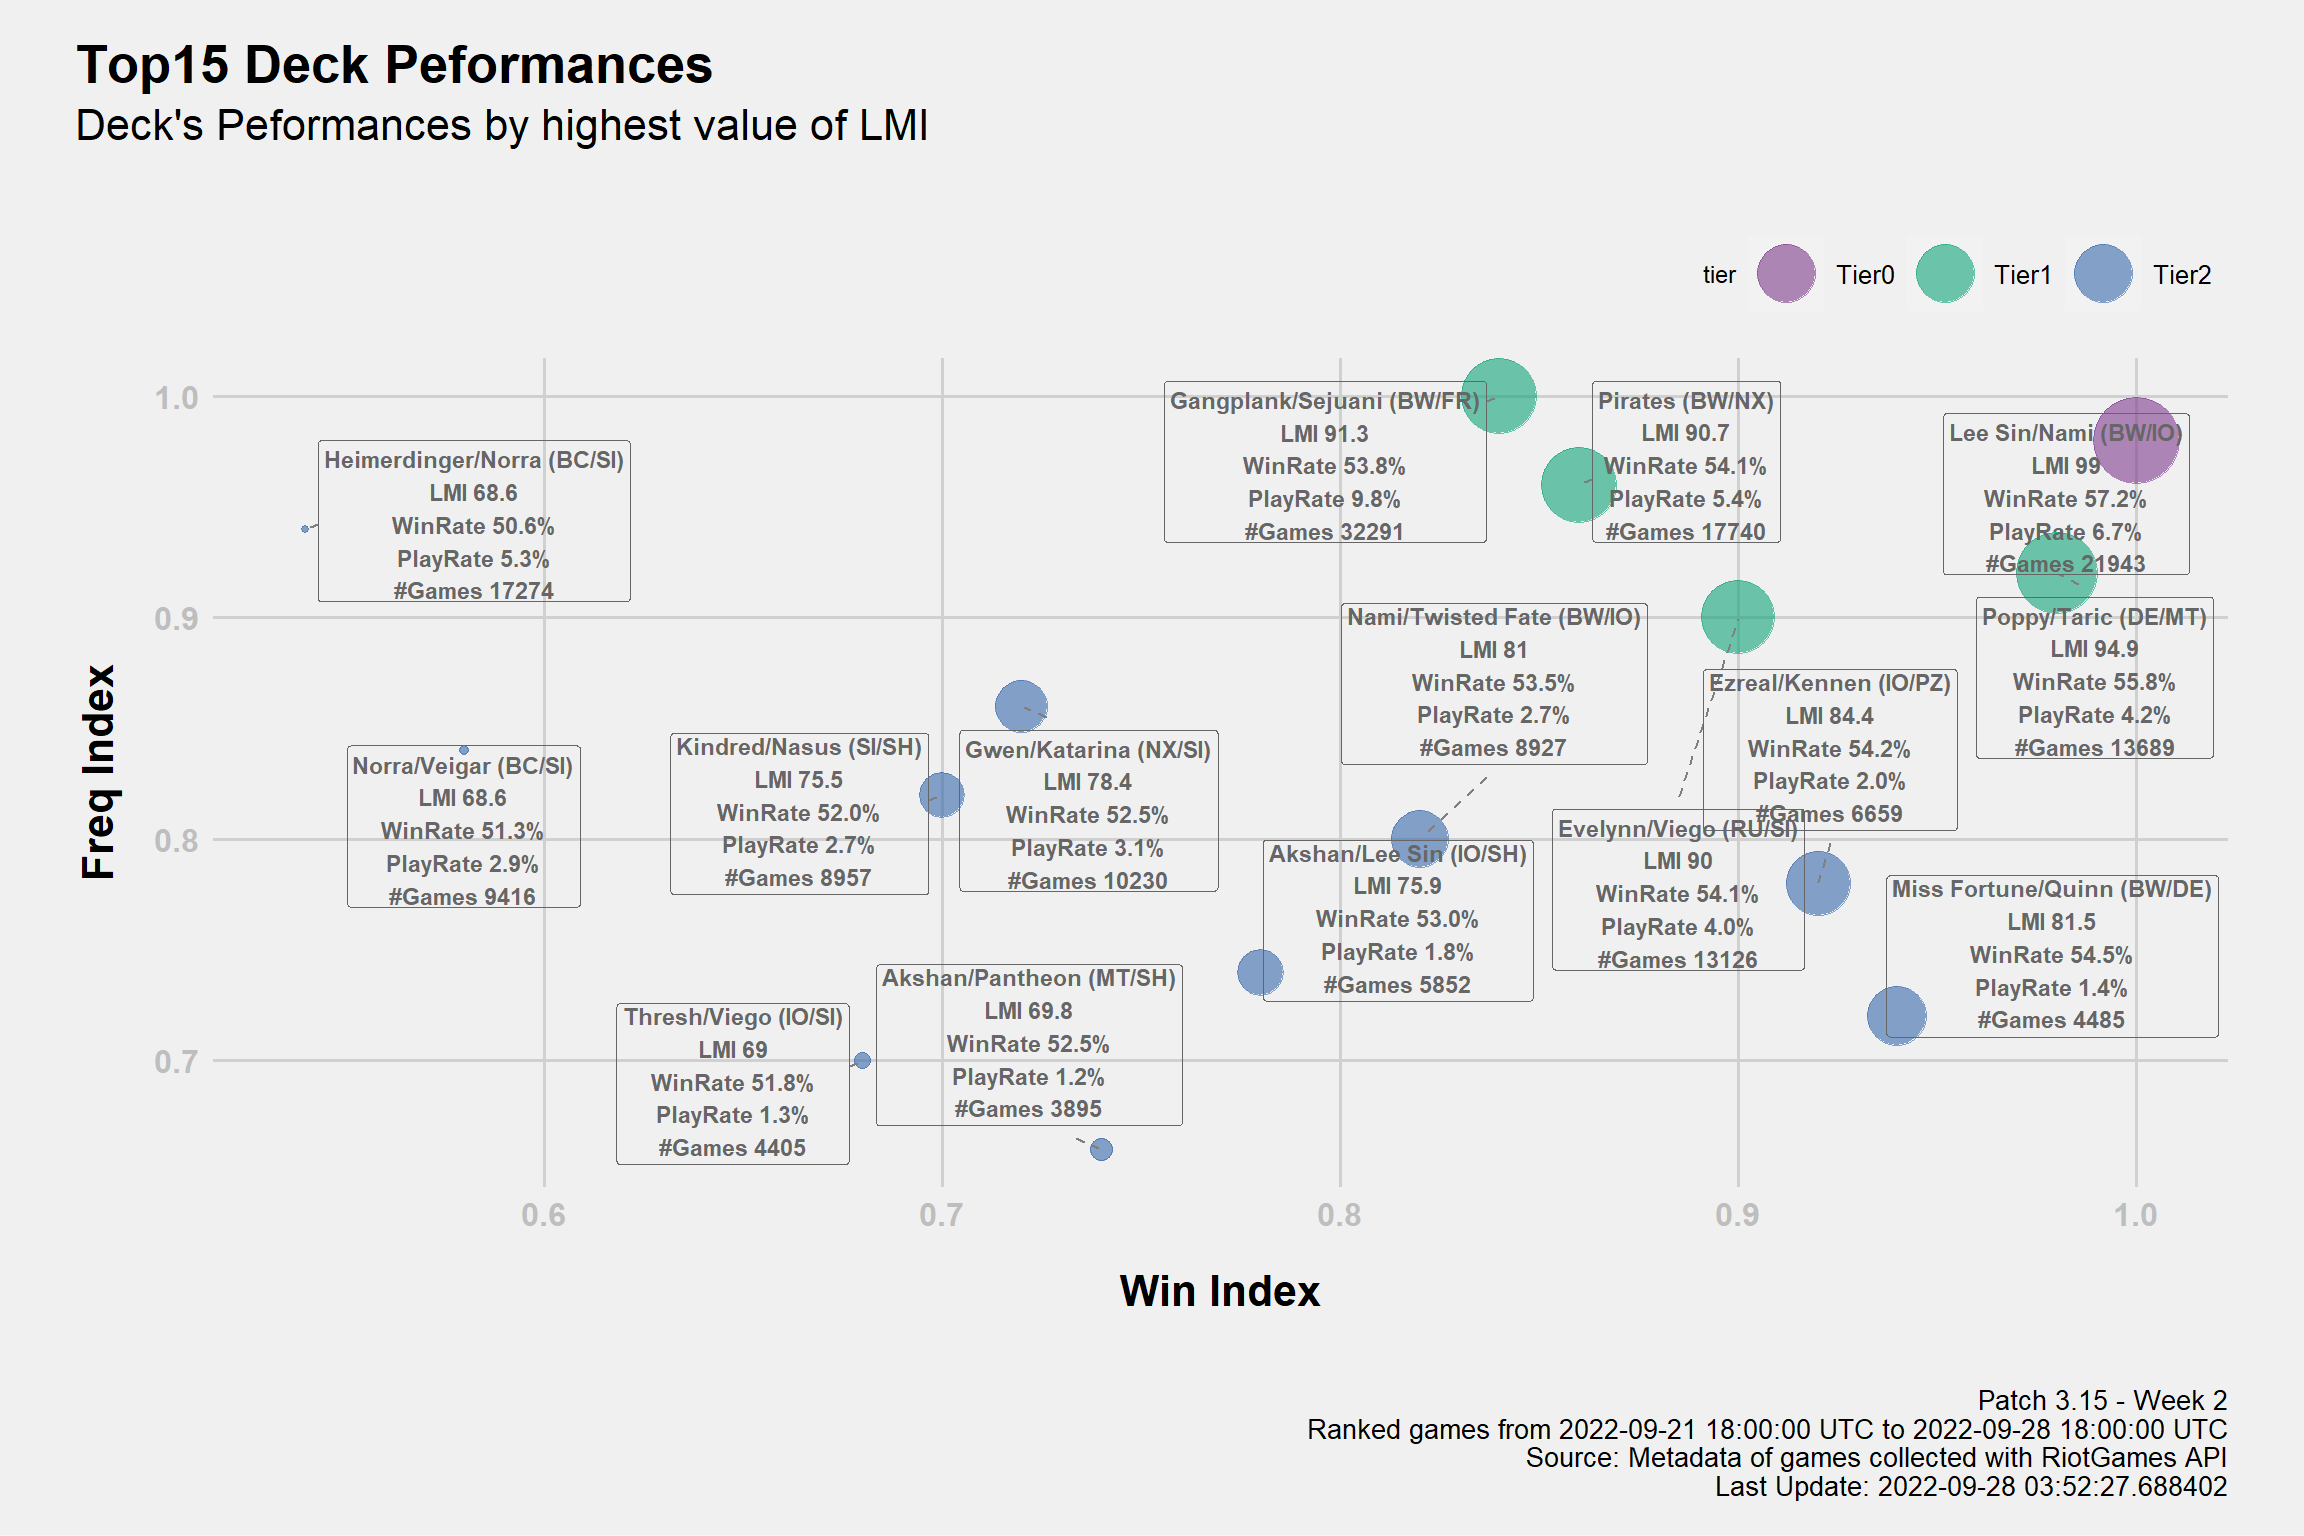 Top15 Deck Peformances
Deck's Peformances by highest value of LMI
tier
Tier0
Tier1
Tier2
Freq Index
1.0
0.9
0.8
0.7
Heimerdinger/Norra (BC/SI)
LMI 68.6
WinRate 50.6%
PlayRate 5.3%
#Games 17274
Gangplank/Sejuani (BW/FR)
LMI 91.3
WinRate 53.8%
PlayRate 9.8%
#Games 32291
Pirates (BW/NX)
LMI 90.7
WinRate 54.1%
PlayRate 5.4%
#Games 17740
Lee Sin/Nami (BW/IO)
LMI 99
WinRate 57.2%
PlayRate 6.7%
#Games 21943
Nami/Twisted Fate (BW/IO)
LMI 81
WinRate 53.5%
PlayRate 2.7%
#Games 8927
Poppy/Taric (DE/MT)
LMI 94.9
WinRate 55.8%
PlayRate 4.2%
#Games 13689
Ezreal/Kennen (IO/PZ)
LMI 84.4
WinRate 54.2%
PlayRate 2.0%
#Games 6659
Norra/Veigar (BC/SI)
LMI 68.6
WinRate 51.3%
PlayRate 2.9%
#Games 9416
Kindred/Nasus (SI/SH)
LMI 75.5
WinRate 52.0%
PlayRate 2.7%
#Games 8957
Gwen/Katarina (NX/SI)
LMI 78.4
WinRate 52.5%
PlayRate 3.1%
#Games 10230
Akshan/Lee Sin (IO/SH)
LMI 75.9
WinRate 53.0%
PlayRate 1.8%
#Games 5852
Evelynn/Viego (RU/SI)
LMI 90
WinRate 54.1%
PlayRate 4.0%
#Games 13126
Miss Fortune/Quinn (BW/DE)
LMI 81.5
WinRate 54.5%
PlayRate 1.4%
#Games 4485
Akshan/Pantheon (MT/SH)
LMI 69.8
WinRate 52.5%
PlayRate 1.2%
#Games 3895
Thresh/Viego (IO/SI)
LMI 69
WinRate 51.8%
PlayRate 1.3%
#Games 4405
0.6
0.7
0.8
0.9
1.0
Win Index
Patch 3.15 - Week 2
Ranked games from 2022-09-21 18:00:00 UTC to 2022-09-28 18:00:00 UTC
Source: Metadata of games collected with RiotGames API
Last Update: 2022-09-28 03:52:27.688402